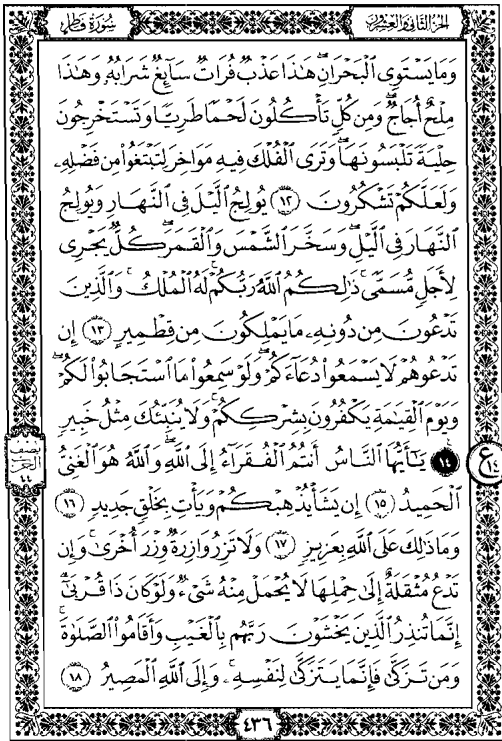 الجزء الثاني والعشرون
سورة فاطر
وَمَا يَسْتَوِي ٱلْبَحْرَانِ هَٰذَا عَذْبٌ فُرَاتٌ سَآئِغٌ شَرَابُهُۥ وَهَٰذَا
مِلْحٌ أُجَاجٌ ۖ وَمِن كُلٍّ تَأْكُلُونَ لَحْمًا طَرِيًّا وَتَسْتَخْرِجُونَ
حِلْيَةً تَلْبَسُونَهَا ۖ وَتَرَى ٱلْفُلْكَ فِيهِ مَوَاخِرَ لِتَبْتَغُوا۟ مِن فَضْلِهِۦ
وَلَعَلَّكُمْ تَشْكُرُونَ ١٢ يُولِجُ ٱلَّيْلَ فِى ٱلنَّهَارِ وَيُولِجُ
ٱلنَّهَارَ فِى ٱلَّيْلِ وَسَخَّرَ ٱلشَّمْسَ وَٱلْقَمَرَ كُلٌّ يَجْرِى
لِأَجَلٍ مُّسَمًّى ۚ ذَٰلِكُمُ ٱللَّهُ رَبُّكُمْ لَهُ ٱلْمُلْكُ ۚ وَٱلَّذِينَ
تَدْعُونَ مِن دُونِهِۦ مَا يَمْلِكُونَ مِن قِطْمِيرٍ ١٣ إِن
تَدْعُوهُمْ لَا يَسْمَعُوا۟ دُعَآءَكُمْ وَلَوْ سَمِعُوا۟ مَا ٱسْتَجَابُوا۟ لَكُمْ ۖ
وَيَوْمَ ٱلْقِيَٰمَةِ يَكْفُرُونَ بِشِرْكِكُمْ ۚ وَلَا يُنَبِّئُكَ مِثْلُ خَبِيرٍ
١٤ يَٰٓأَيُّهَا ٱلنَّاسُ أَنتُمُ ٱلْفُقَرَآءُ إِلَى ٱللَّهِ ۖ وَٱللَّهُ هُوَ ٱلْغَنِىُّ
ٱلْحَمِيدُ ١٥ إِن يَشَأْ يُذْهِبْكُمْ وَيَأْتِ بِخَلْقٍ جَدِيدٍ ١٦
وَمَا ذَٰلِكَ عَلَى ٱللَّهِ بِعَزِيزٍ ١٧ وَلَا تَزِرُ وَازِرَةٌ وِزْرَ أُخْرَىٰ ۚ وَإِن
تَدْعُ مُثْقَلَةٌ إِلَىٰ حِمْلِهَا لَا يُحْمَلْ مِنْهُ شَىْءٌ وَلَوْ كَانَ ذَا قُرْبَىٰٓ ۗ
إِنَّمَا تُنذِرُ ٱلَّذِينَ يَخْشَوْنَ رَبَّهُم بِٱلْغَيْبِ وَأَقَامُوا۟ ٱلصَّلَوٰةَ ۚ
وَمَن تَزَكَّىٰ فَإِنَّمَا يَتَزَكَّىٰ لِنَفْسِهِۦ ۚ وَإِلَى ٱللَّهِ ٱلْمَصِيرُ ١٨
نصف
الحزب
٤٤
ع
٤٣٦